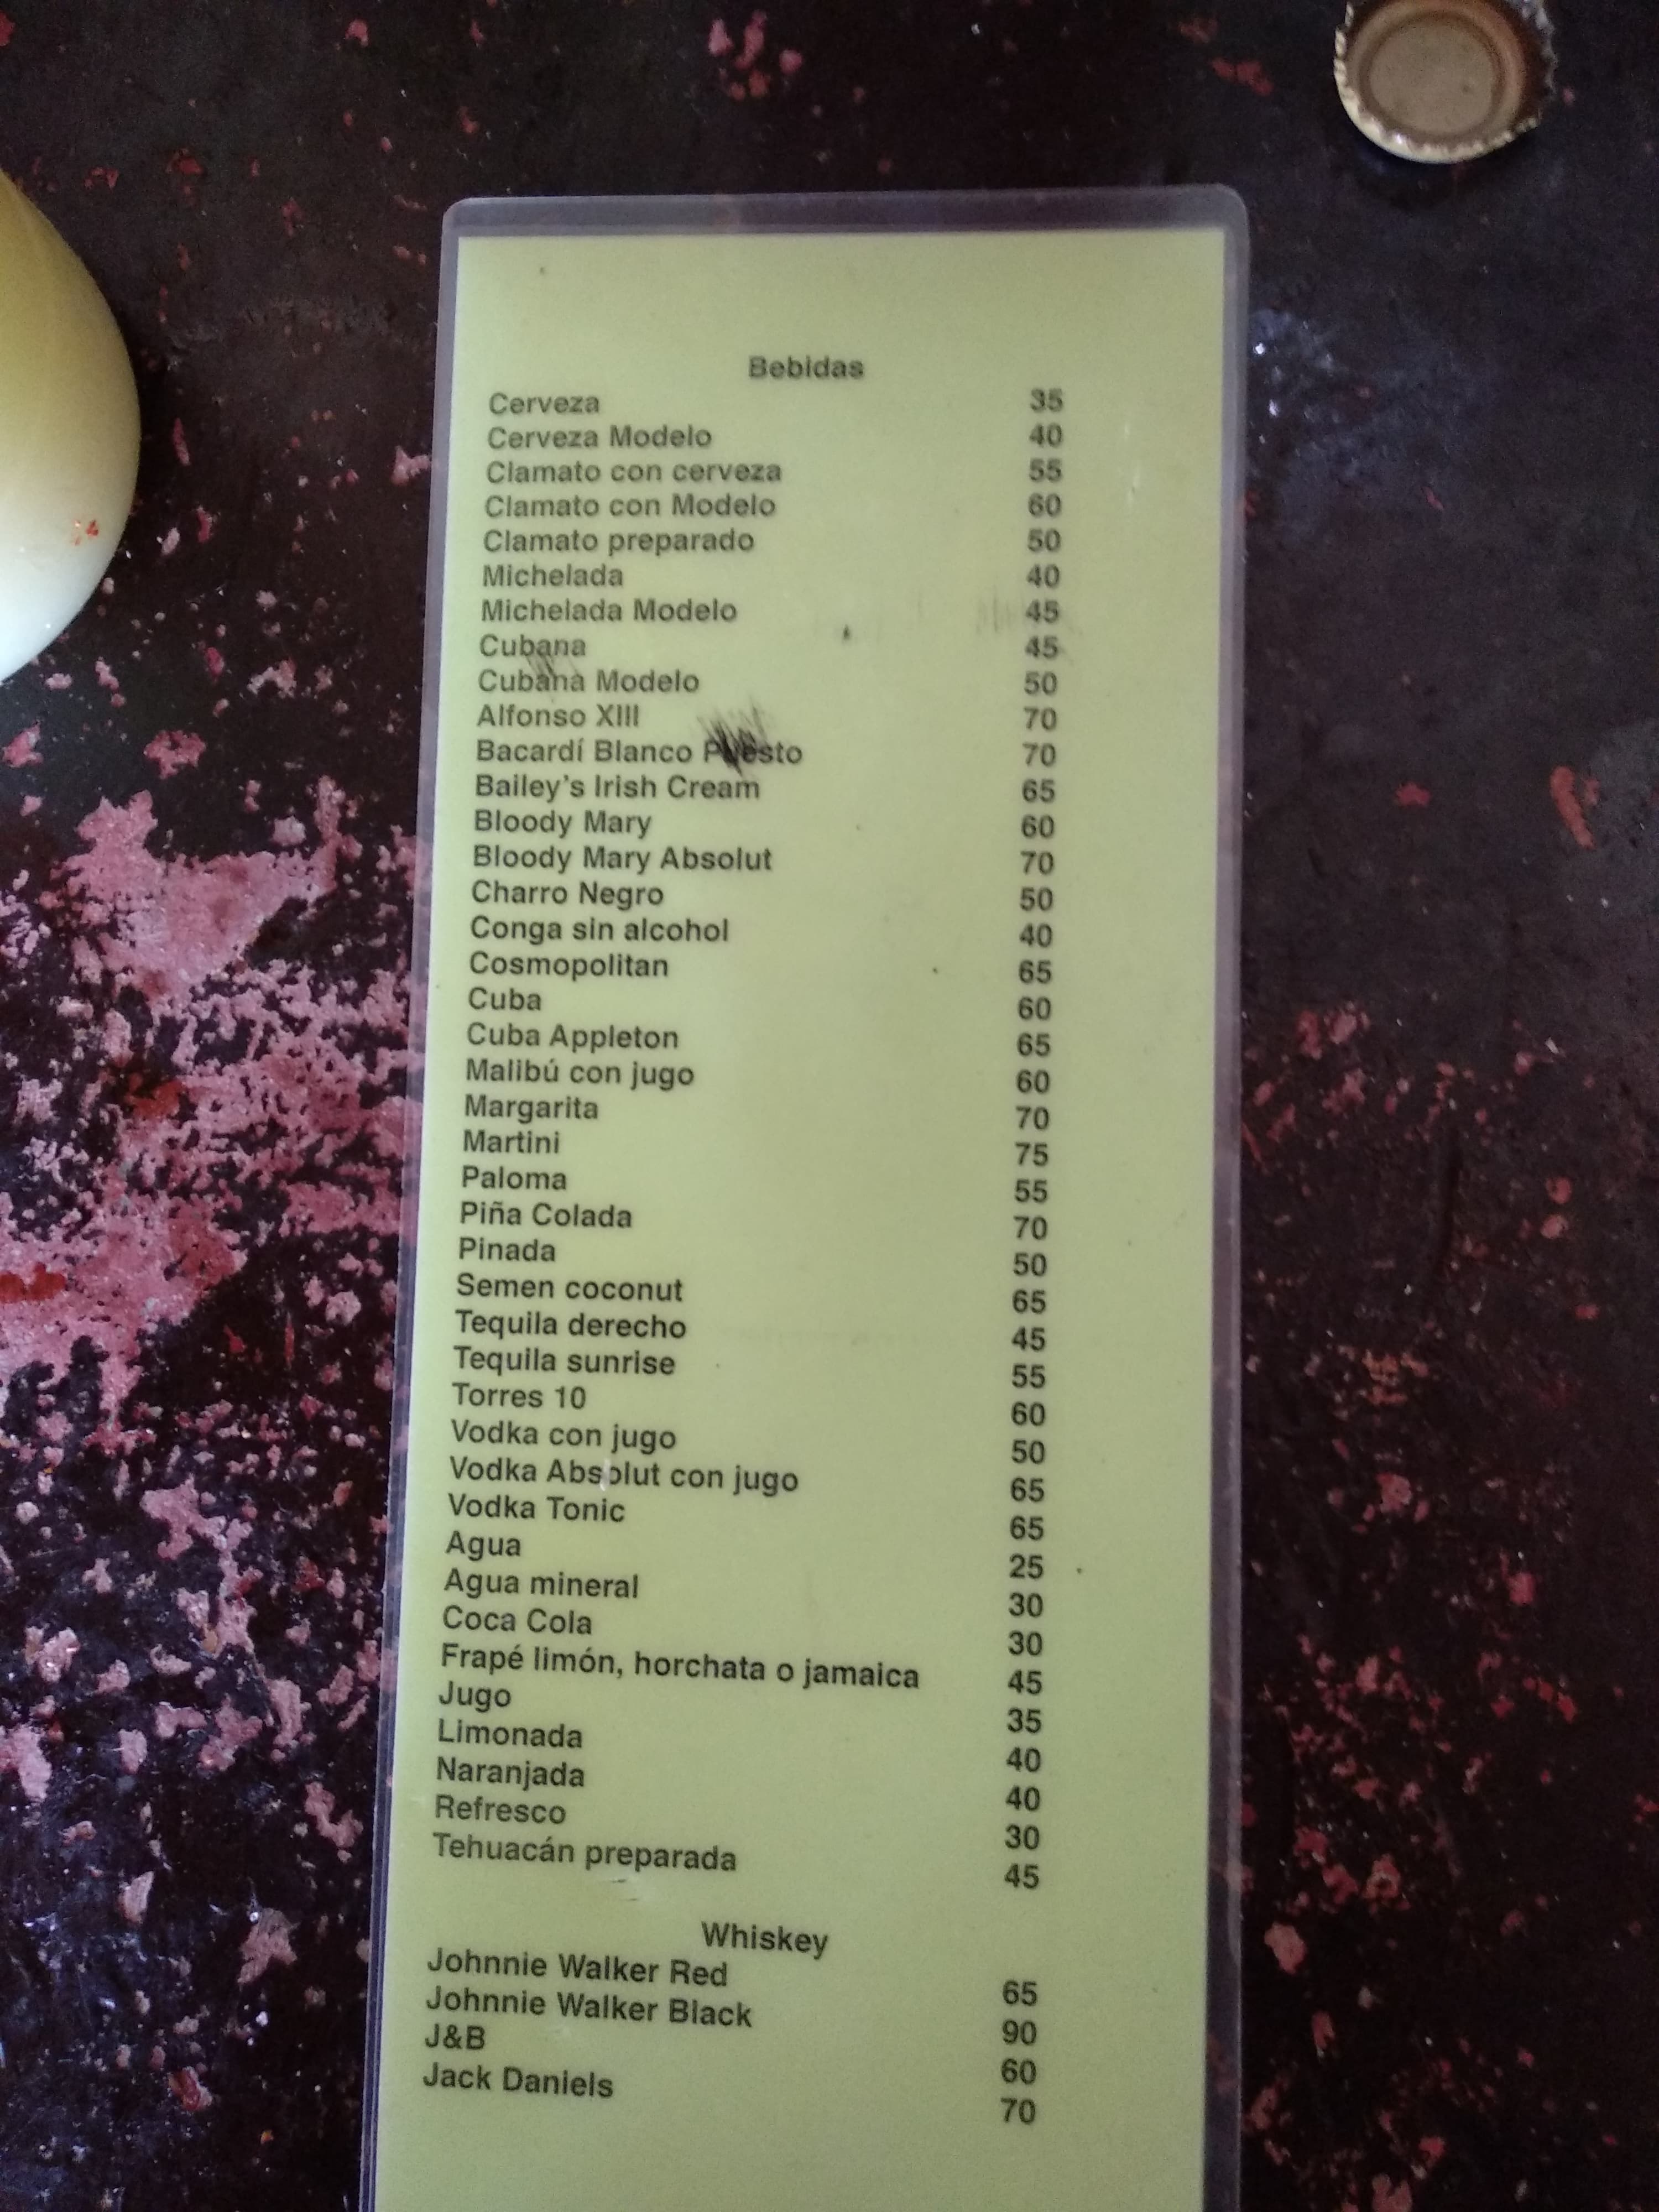 Bebidas
Cerveza 35
Cerveza Modelo 40
Clamato con cerveza 55
Clamato con Modelo 60
Clamato preparado 50
Michelada 40
Michelada Modelo 45
Cubana 45
Cubana Modelo 50
Alfonso XIII 70
Bacardí Blanco Puesto 70
Bailey's Irish Cream 65
Bloody Mary 60
Bloody Mary Absolut 70
Charro Negro 50
Conga sin alcohol 40
Cosmopolitan 65
Cuba 60
Cuba Appleton 65
Malibú con jugo 60
Margarita 70
Martini 75
Paloma 55
Piña Colada 70
Pinada 50
Semen coconut 65
Tequila derecho 45
Tequila sunrise 55
Torres 10 60
Vodka con jugo 50
Vodka Absolut con jugo 65
Vodka Tonic 65
Agua 25
Agua mineral 30
Coca Cola 30
Frapé limón, horchata o jamaica 45
Jugo 35
Limonada 40
Naranjada 40
Refresco 30
Tehuacán preparada 45
Whiskey
Johnnie Walker Red 65
Johnnie Walker Black 90
J&B 60
Jack Daniels 70